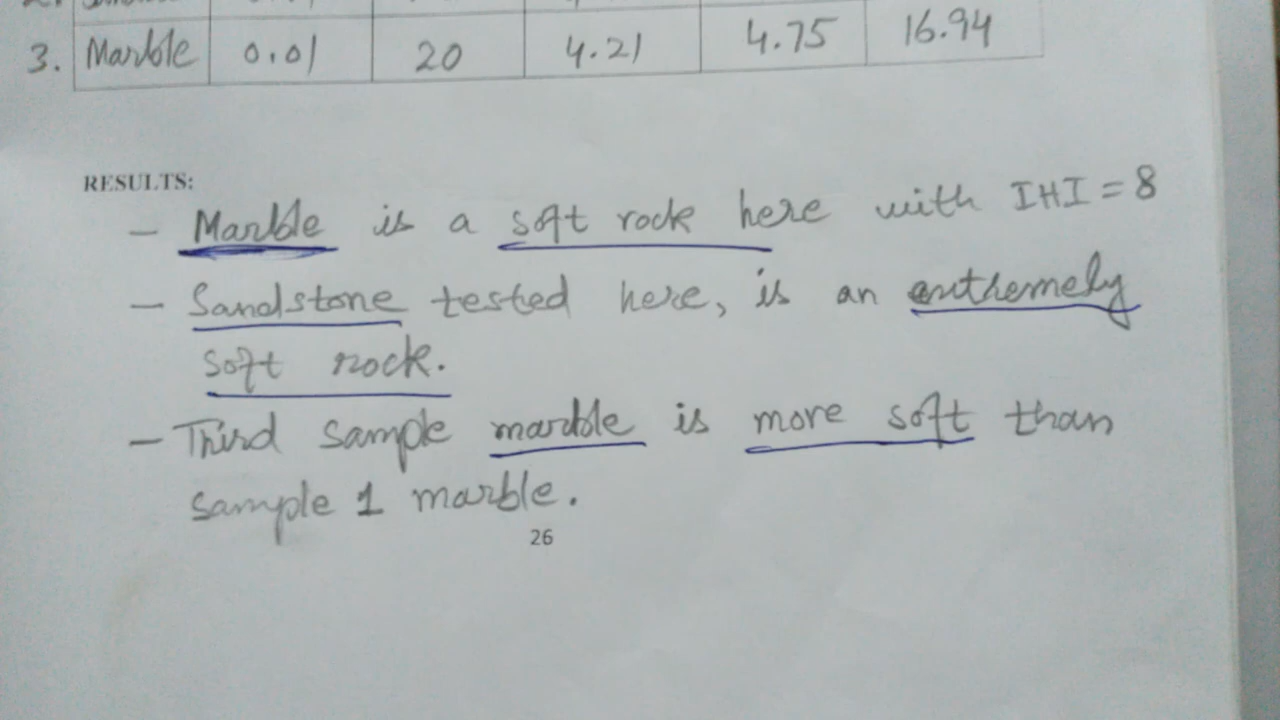 3. Marble 0.01 20 4.21 4.75 16.94
RESULTS:
- Marble is a soft rock here with IHI = 8
- Sandstone tested here, is an enthemely
soft rock.
- Third sample marble is more soft than
sample 1 marble.
26